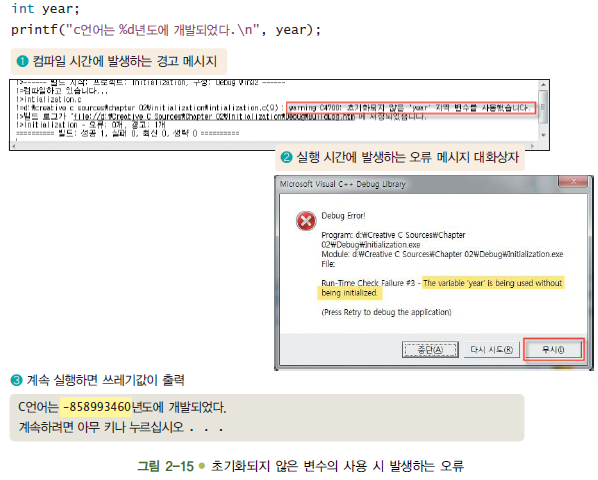 int year;
printf("c언어는 %d년도에 개발되었다.\n", year);
1 컴파일 시간에 발생하는 경고 메시지
1>------ 빌드 시작: 프로젝트: Initialization, 구성: Debug Win32 ------
1>컴파일하고 있습니다...
1>intialization.c
1>d:\creative c sources\chapter 02\initialization\intialization.c(9) : warning C4700: 초기화되지 않은 'year' 지역 변수를 사용했습니다.
1>빌드 로그가 "file://d:\Creative C Sources\Chapter 02\Initialization\Debug\BuildLog.htm"에 저장되었습니다.
1>Initialization - 오류: 0개, 경고: 1개
========== 빌드: 성공 1, 실패 0, 최신 0, 생략 0 ==========
2 실행 시간에 발생하는 오류 메시지 대화상자
Microsoft Visual C++ Debug Library
Debug Error!
Program: d:\Creative C Sources\Chapter
02\Debug\Initialization.exe
Module: d:\Creative C Sources\Chapter 02\Debug\Initialization.exe
File:
Run-Time Check Failure #3 - The variable 'year' is being used without
being initialized.
(Press Retry to debug the application)
중단(A) 다시 시도(R) 무시(I)
3 계속 실행하면 쓰레기값이 출력
C언어는 -858993460년도에 개발되었다.
계속하려면 아무 키나 누르십시오 . . .
그림 2-15 초기화되지 않은 변수의 사용 시 발생하는 오류